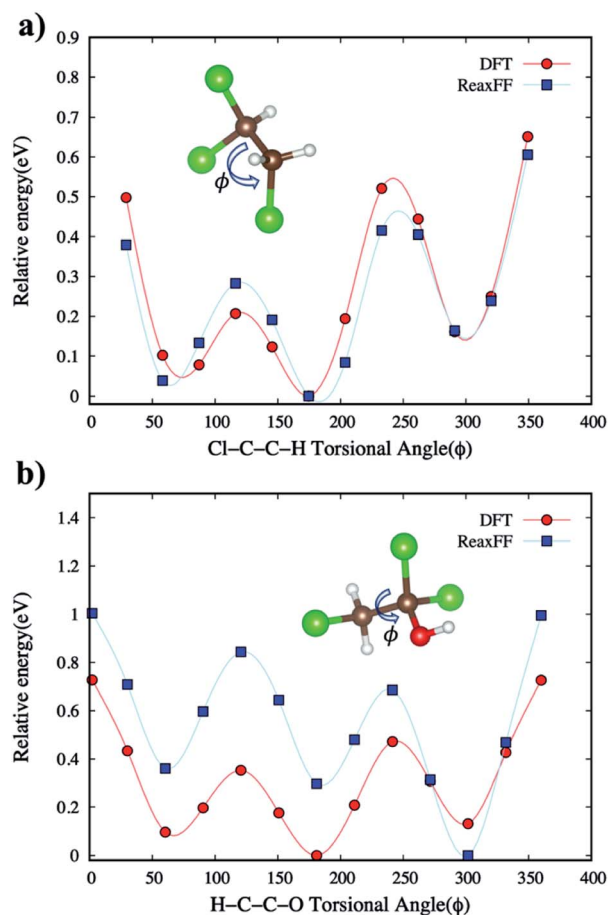 a)
0.9
0.8
0.7
0.6
0.5
0.4
0.3
0.2
0.1
0
Relative energy(eV)
DFT
ReaxFF
ϕ
0 50 100 150 200 250 300 350 400
Cl–C–C–H Torsional Angle(ϕ)
b)
1.4
1.2
1
0.8
0.6
0.4
0.2
0
Relative energy(eV)
DFT
ReaxFF
ϕ
0 50 100 150 200 250 300 350 400
H–C–C–O Torsional Angle(ϕ)